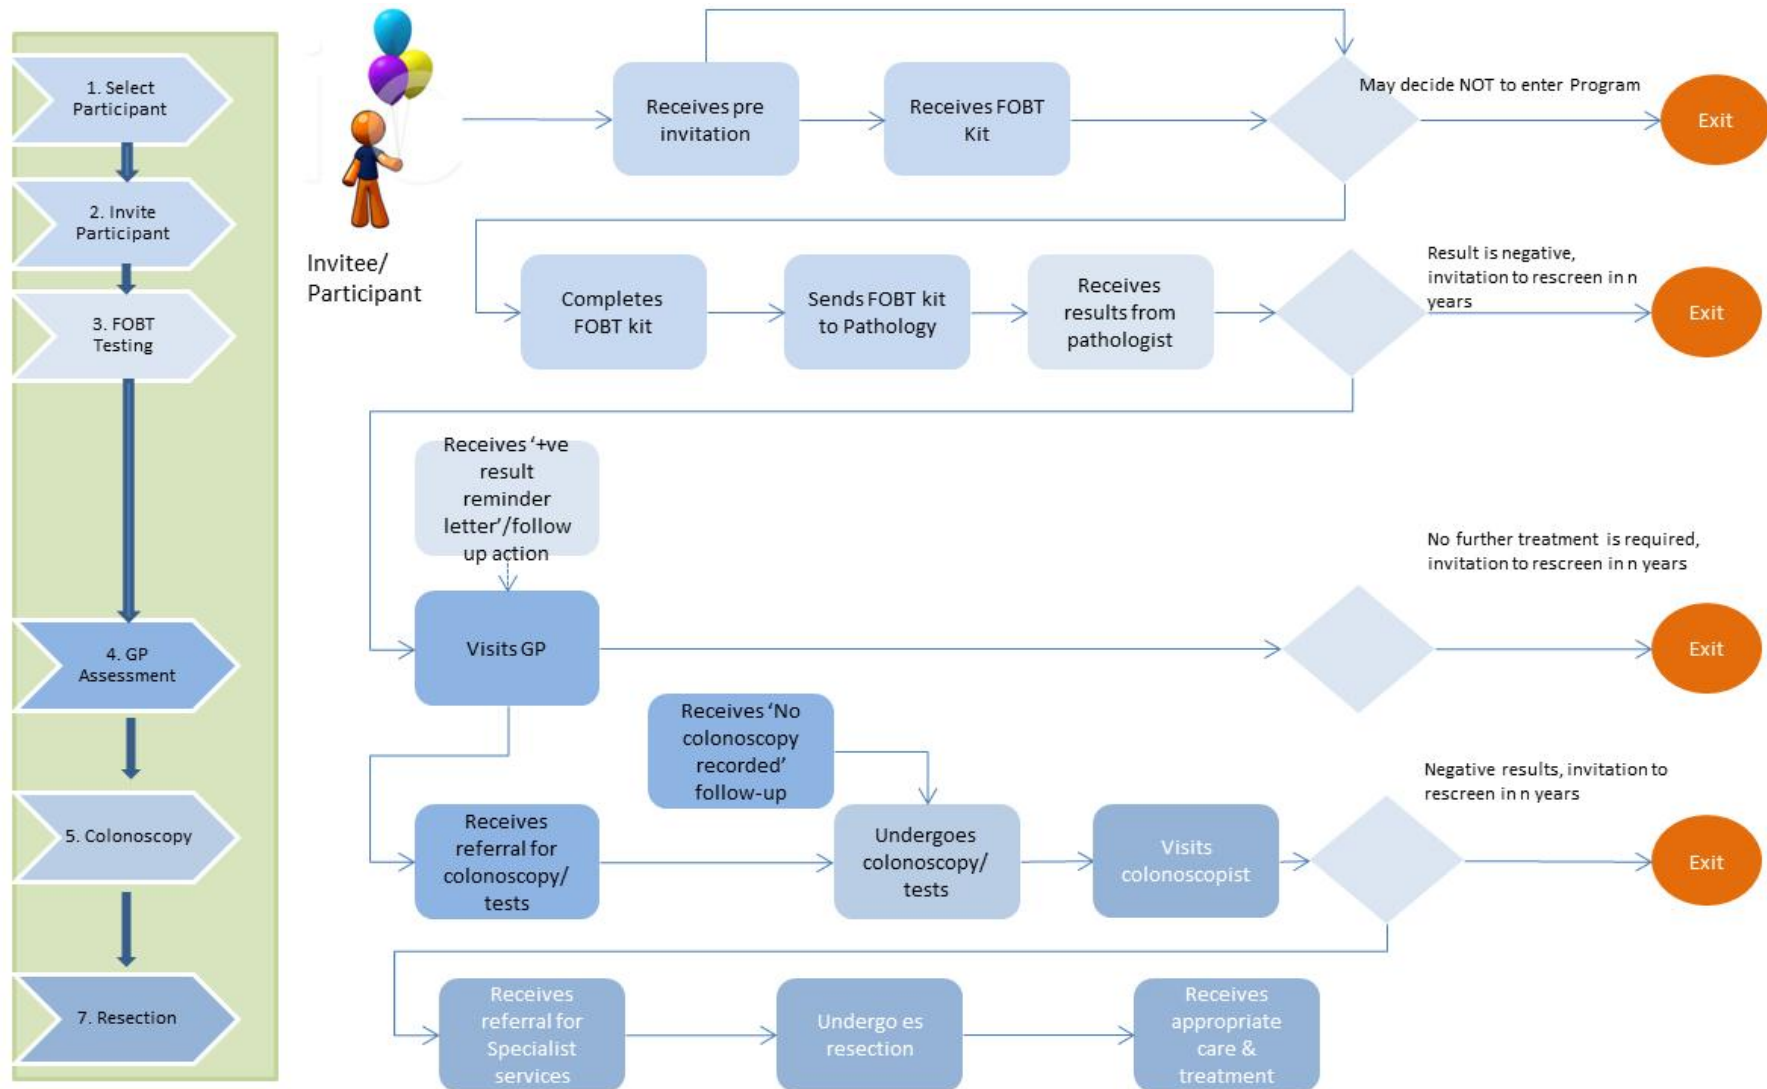 1. Select
Participant
2. Invite
Participant
3. FOBT
Testing
4. GP
Assessment
5. Colonoscopy
7. Resection
Invitee/
Participant
Receives pre
invitation
Receives FOBT
Kit
May decide NOT to enter Program
Exit
Completes
FOBT kit
Sends FOBT kit
to Pathology
Receives
results from
pathologist
Result is negative,
invitation to rescreen in n
years
Exit
Receives ‘+ve
result
reminder
letter’/follow
up action
Visits GP
No further treatment is required,
invitation to rescreen in n years
Exit
Receives ‘No
colonoscopy
recorded’
follow-up
Receives
referral for
colonoscopy/
tests
Undergoes
colonoscopy/
tests
Visits
colonoscopist
Negative results, invitation to
rescreen in n years
Exit
Receives
referral for
Specialist
services
Undergo es
resection
Receives
appropriate
care &
treatment